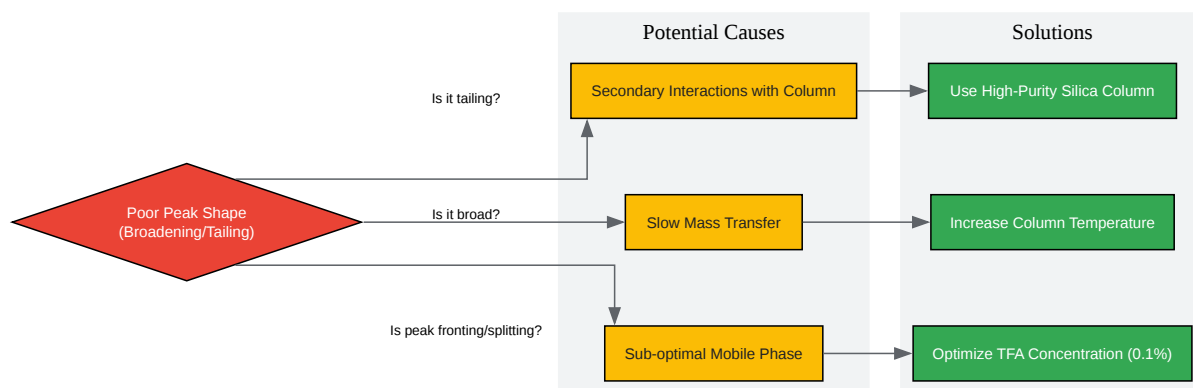 Potential Causes
Solutions
Is it tailing?
Secondary Interactions with Column
Use High-Purity Silica Column
Poor Peak Shape
(Broadening/Tailing)
Is it broad?
Slow Mass Transfer
Increase Column Temperature
Is peak fronting/splitting?
Sub-optimal Mobile Phase
Optimize TFA Concentration (0.1%)